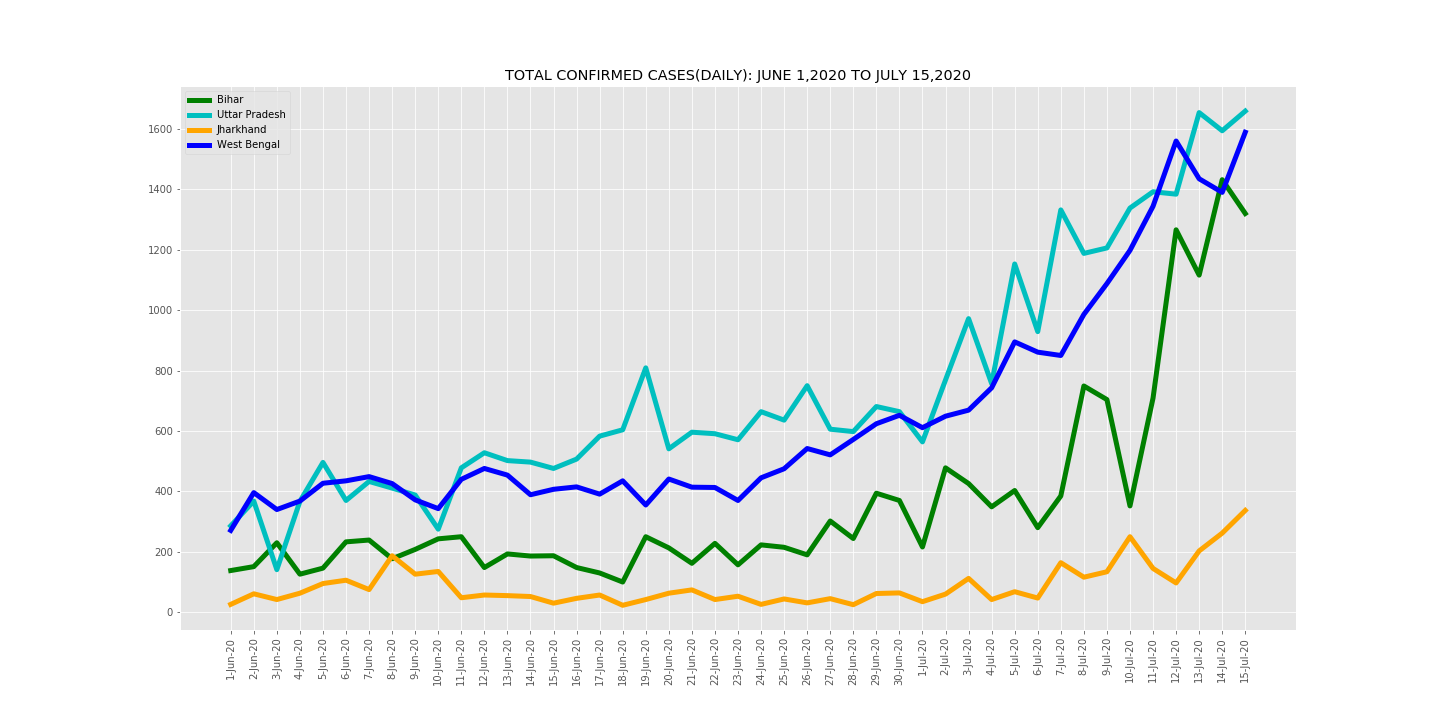 TOTAL CONFIRMED CASES(DAILY): JUNE 1,2020 TO JULY 15,2020
Bihar
Uttar Pradesh
Jharkhand
West Bengal
1600
1400
1200
1000
800
600
400
200
0
1-Jun-20
2-Jun-20
3-Jun-20
4-Jun-20
5-Jun-20
6-Jun-20
7-Jun-20
8-Jun-20
9-Jun-20
10-Jun-20
11-Jun-20
12-Jun-20
13-Jun-20
14-Jun-20
15-Jun-20
16-Jun-20
17-Jun-20
18-Jun-20
19-Jun-20
20-Jun-20
21-Jun-20
22-Jun-20
23-Jun-20
24-Jun-20
25-Jun-20
26-Jun-20
27-Jun-20
28-Jun-20
29-Jun-20
30-Jun-20
1-Jul-20
2-Jul-20
3-Jul-20
4-Jul-20
5-Jul-20
6-Jul-20
7-Jul-20
8-Jul-20
9-Jul-20
10-Jul-20
11-Jul-20
12-Jul-20
13-Jul-20
14-Jul-20
15-Jul-20